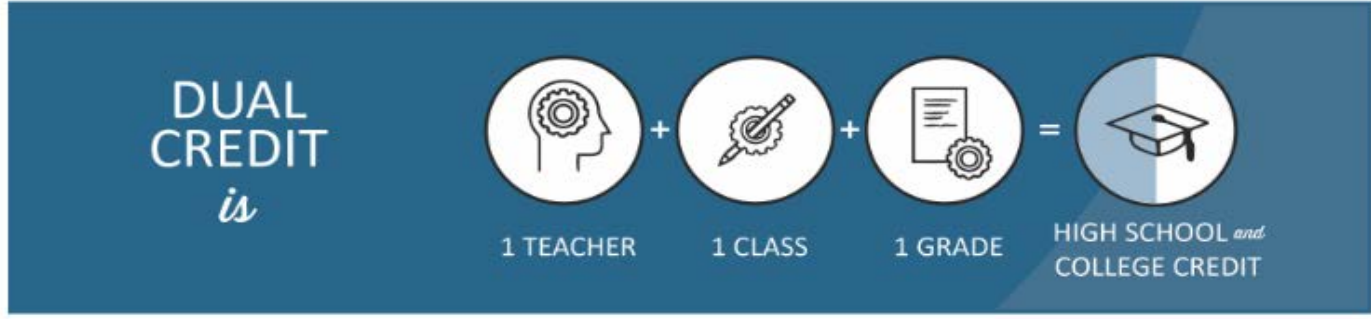 DUAL
CREDIT
is
+ + =
1 TEACHER
1 CLASS
1 GRADE
HIGH SCHOOL and
COLLEGE CREDIT